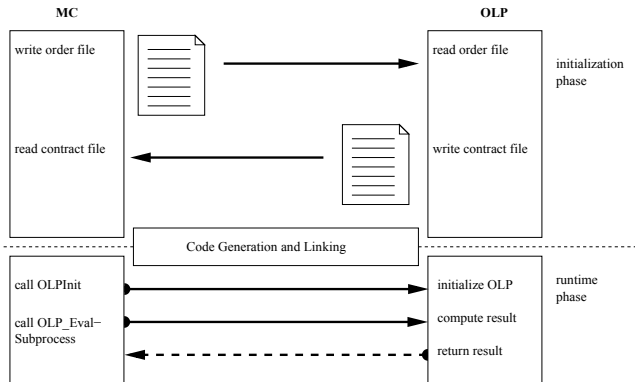 MC OLP
write order file read order file
initialization
phase
read contract file write contract file
Code Generation and Linking
call OLPInit initialize OLP
runtime
phase
call OLP_Eval−
Subprocess
compute result
return result